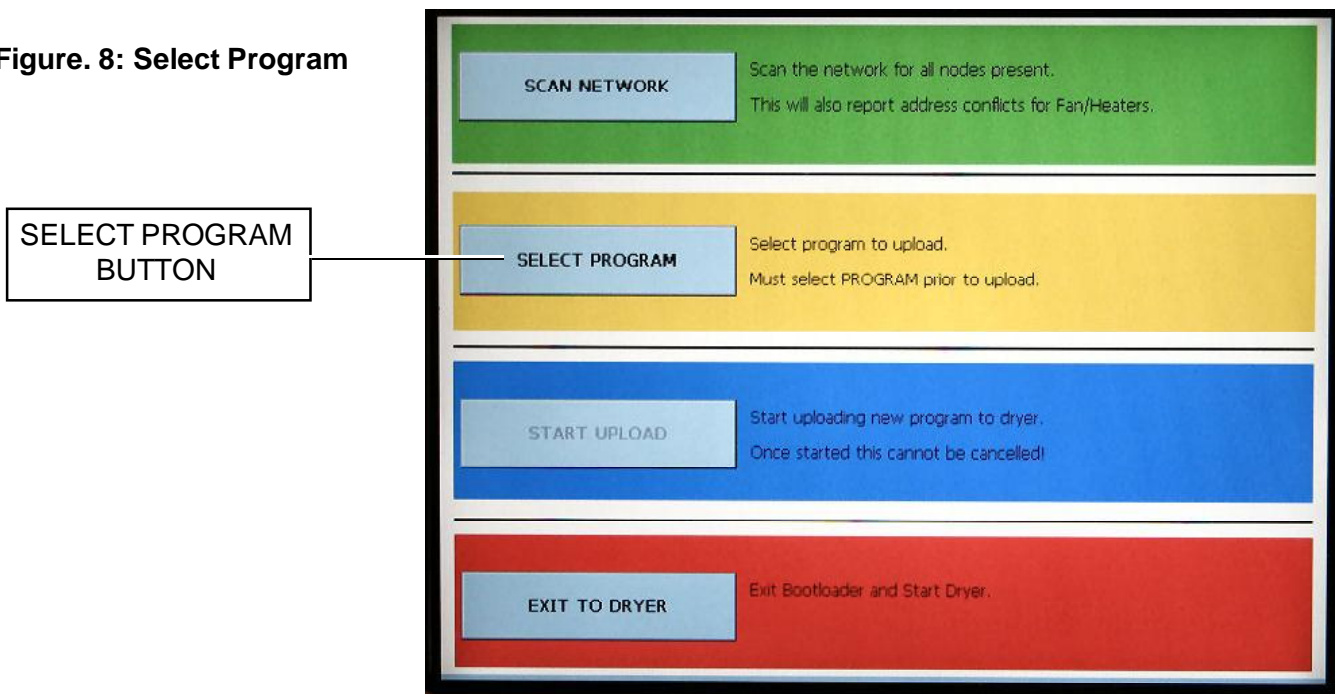 Figure. 8: Select Program
SELECT PROGRAM
BUTTON
SCAN NETWORK
Scan the network for all nodes present.
This will also report address conflicts for Fan/Heaters.
SELECT PROGRAM
Select program to upload.
Must select PROGRAM prior to upload.
START UPLOAD
Start uploading new program to dryer.
Once started this cannot be cancelled!
EXIT TO DRYER
Exit Bootloader and Start Dryer.